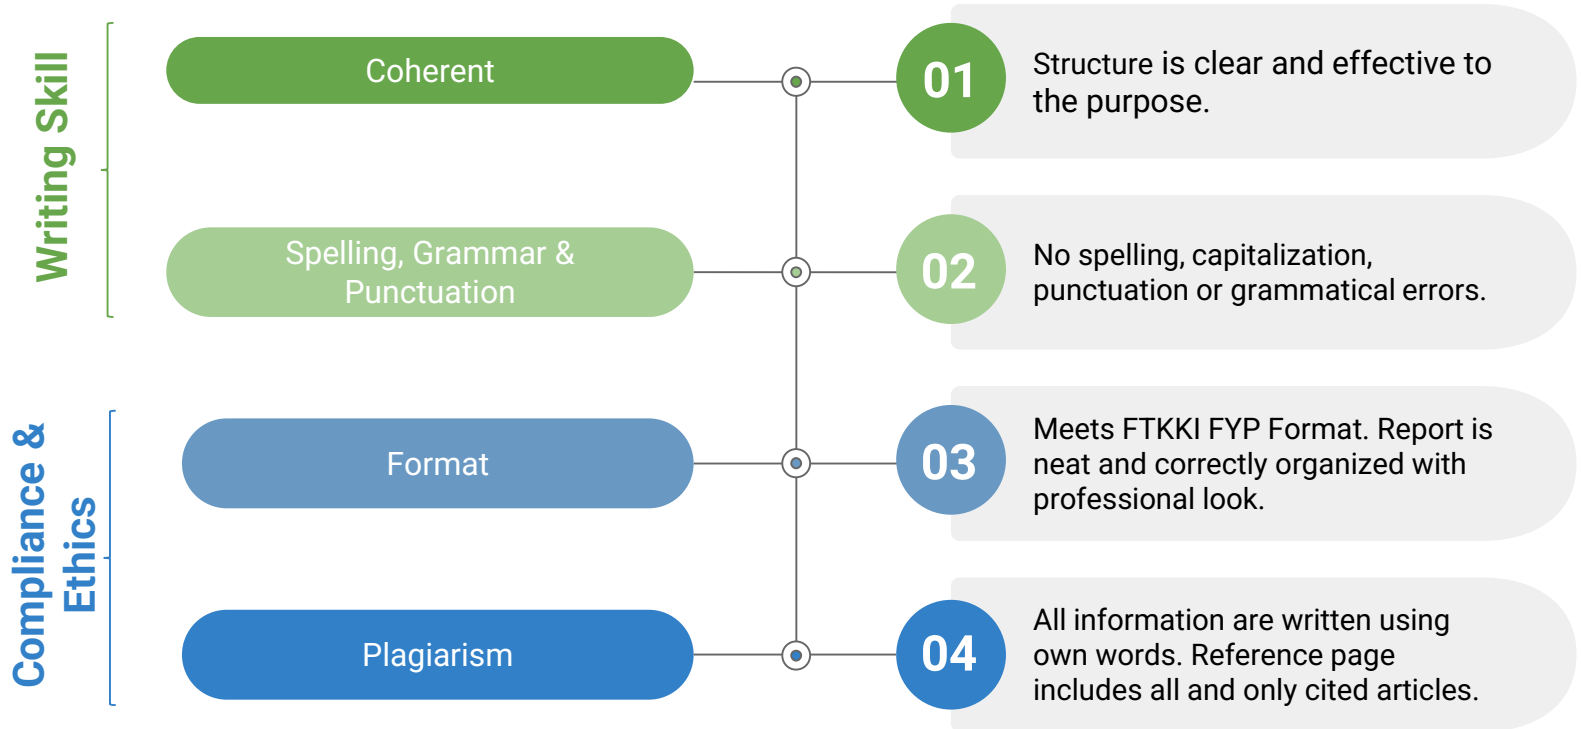 Writing Skill
Coherent
01
Structure is clear and effective to
the purpose.
Spelling, Grammar &
Punctuation
02
No spelling, capitalization,
punctuation or grammatical errors.
Compliance &
Ethics
Format
03
Meets FTKKI FYP Format. Report is
neat and correctly organized with
professional look.
Plagiarism
04
All information are written using
own words. Reference page
includes all and only cited articles.